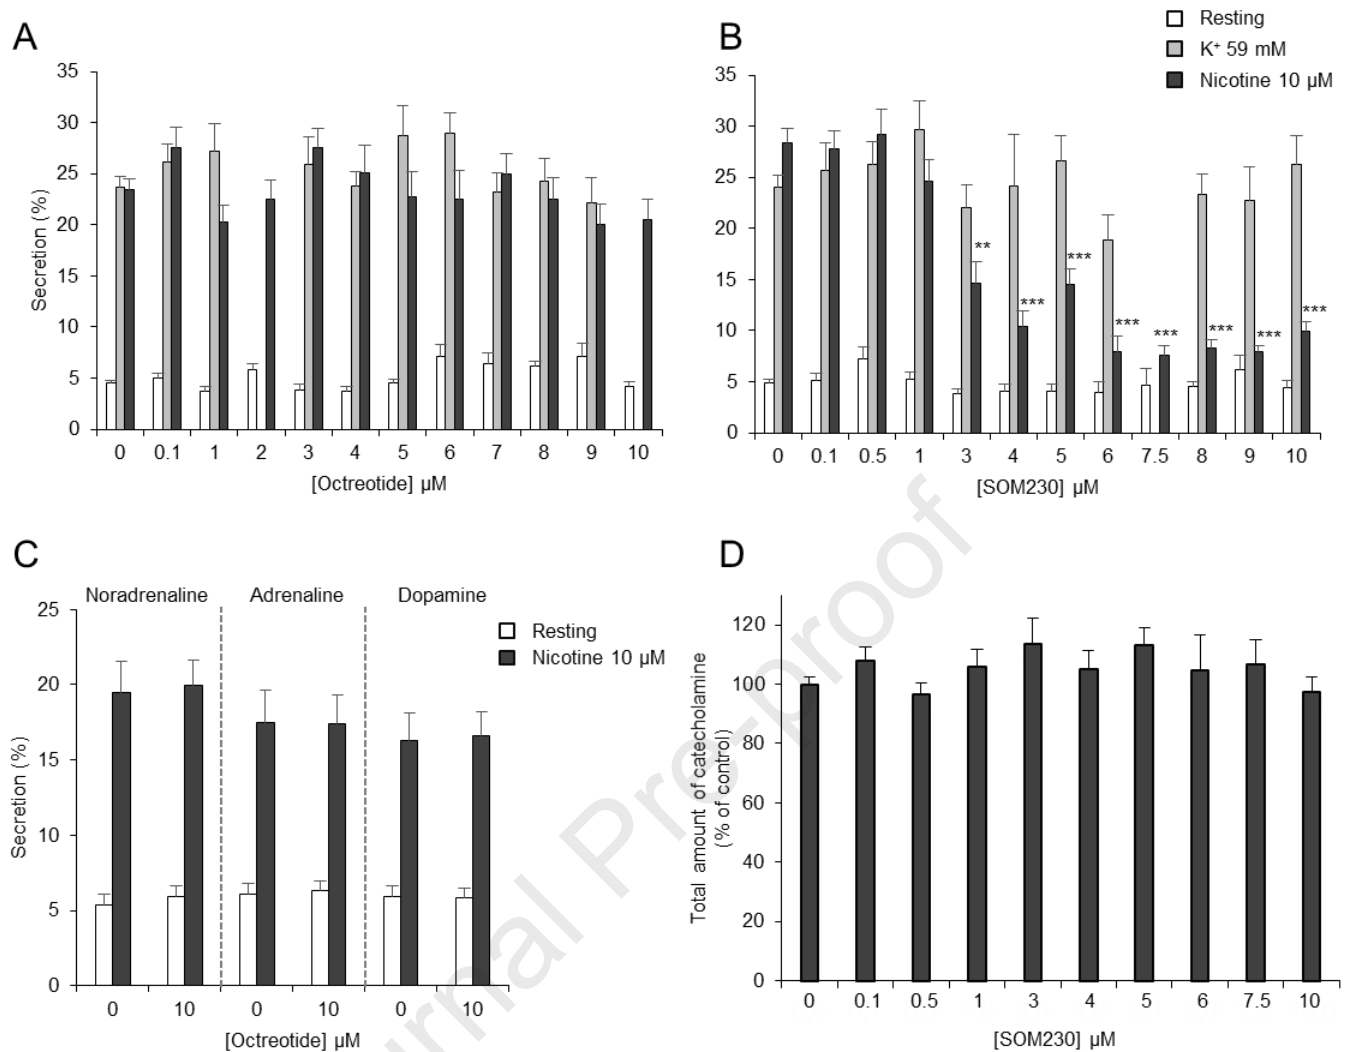 A
35
30
25
20
15
10
5
0
Secretion (%)
0 0.1 1 2 3 4 5 6 7 8 9 10
[Octreotide] µM
B
Resting
K⁺ 59 mM
Nicotine 10 µM
35
30
25
20
15
10
5
0
** *** *** *** *** *** *** ***
0 0.1 0.5 1 3 4 5 6 7.5 8 9 10
[SOM230] µM
C
Noradrenaline Adrenaline Dopamine
Resting
Nicotine 10 µM
25
20
15
10
5
0
Secretion (%)
0 10 0 10 0 10
[Octreotide] µM
D
120
100
80
60
40
20
0
Total amount of catecholamine
(% of control)
0 0.1 0.5 1 3 4 5 6 7.5 10
[SOM230] µM
rnal Pre-proof